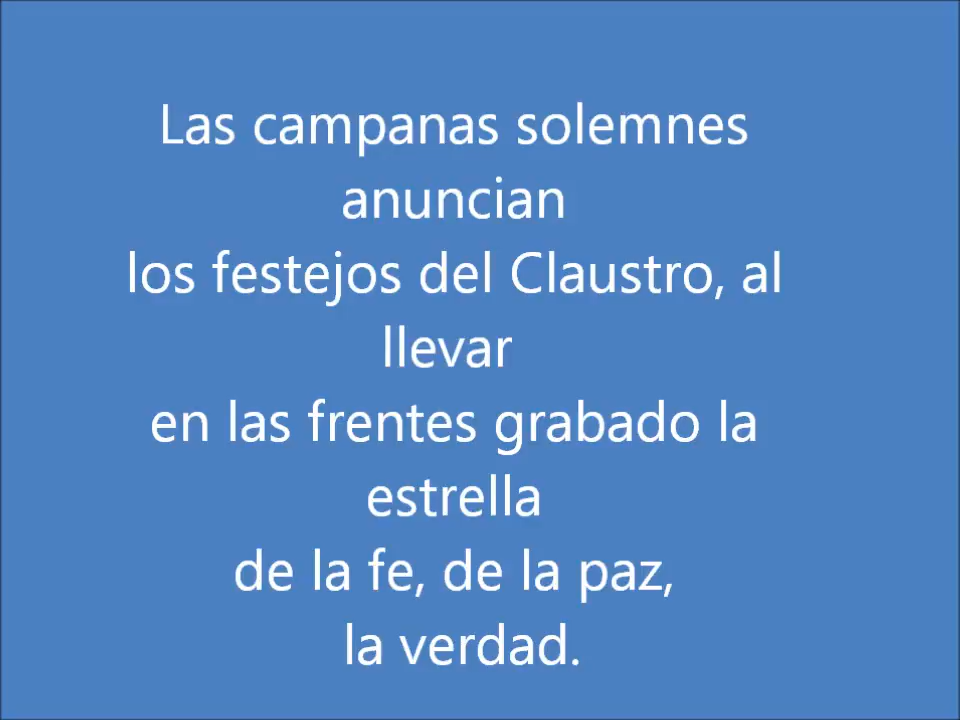 Las campanas solemnes
anuncian
los festejos del Claustro, al
llevar
en las frentes grabado la
estrella
de la fe, de la paz,
la verdad.